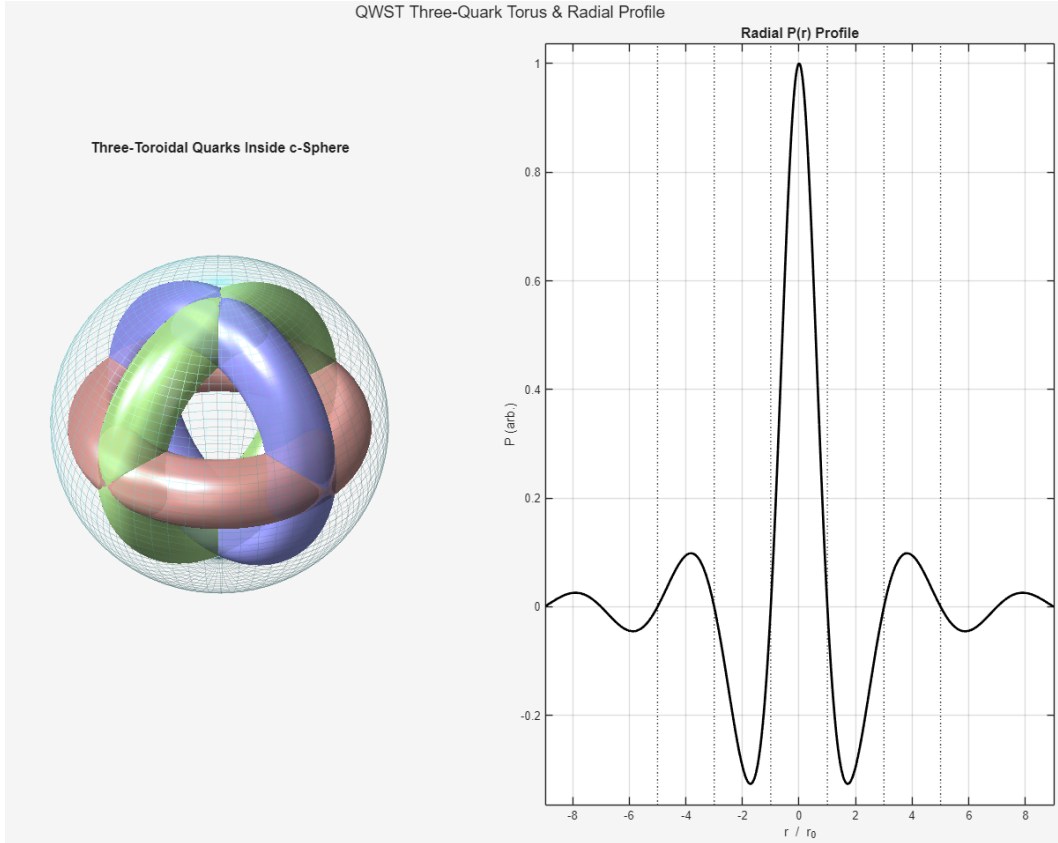 QWST Three-Quark Torus & Radial Profile
Three-Toroidal Quarks Inside c-Sphere
Radial P(r) Profile
P (arb.)
1
0.8
0.6
0.4
0.2
0
-0.2
-8 -6 -4 -2 0 2 4 6 8
r / r₀